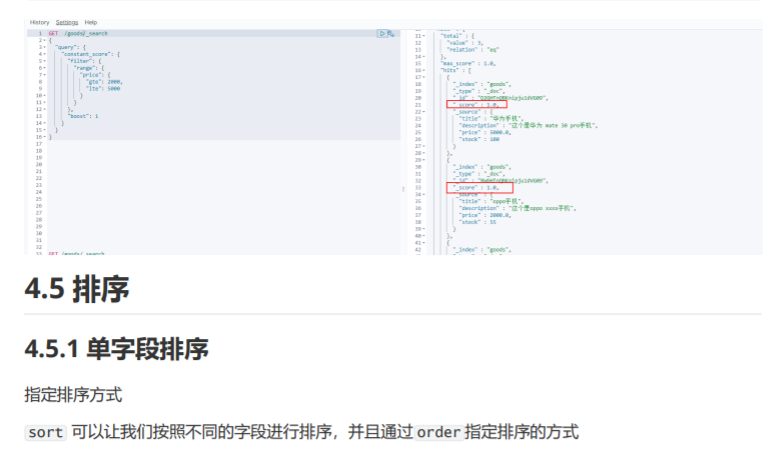 History Settings Help
1 GET /goods/_search
2 {
3 "query": {
4 "constant_score": {
5 "filter": {
6 "range": {
7 "price": {
8 "gte": 2000,
9 "lte": 5000
10 }
11 }
12 },
13 "boost": 1
14 }
15 }
16 }
17
18
19
20
21
22
23
24
25
26
27
28
29
30
31
32
33 GET /goods/_search
11 "total" : {
12 "value" : 3,
13 "relation" : "eq"
14 },
15 "max_score" : 1.0,
16 "hits" : [
17 {
18 "_index" : "goods",
19 "_type" : "_doc",
20 "_id" :
21 "_score" : 1.0,
22 "_source" : {
23 "title" : "华为手机",
24 "description" : "这个是华为 mate 30 pro手机",
25 "price" : 5000.0,
26 "stock" : 100
27 }
28 },
29 {
30 "_index" : "goods",
31 "_type" : "_doc",
32 "_id" :
33 "_score" : 1.0,
34 "_source" : {
35 "title" : "oppo手机",
36 "description" : "这个是oppo xxxx手机",
37 "price" : 2000.0,
38 "stock" : 33
39 }
40 },
41 {
42 "_index" : "goods",
4.5 排序
4.5.1 单字段排序
指定排序方式
sort 可以让我们按照不同的字段进行排序，并且通过 order 指定排序的方式